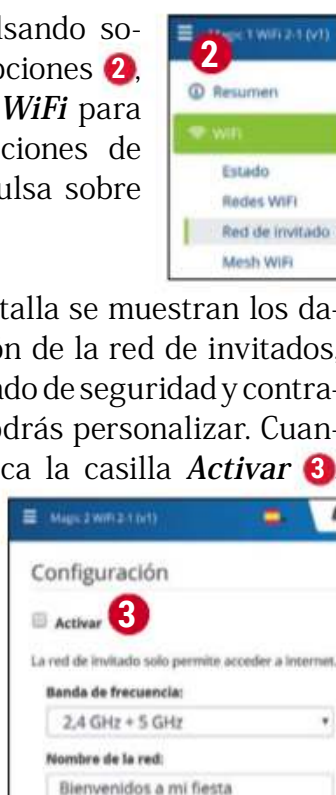 lsando so-
pciones 2,
WiFi para
ciones de
ulsa sobre
Magic 1 WiFi 2-1 (v1)
2
Resumen
WiFi
Estado
Redes WiFi
Red de invitado
Mesh WiFi
talla se muestran los da-
ón de la red de invitados,
ado de seguridad y contra-
odrás personalizar. Cuan-
ca la casilla Activar 3
Magic 2 WiFi 2-1 (v1)
Configuración
Activar 3
La red de invitado solo permite acceder a Internet.
Banda de frecuencia:
2,4 GHz + 5 GHz
Nombre de la red:
Bienvenidos a mi fiesta